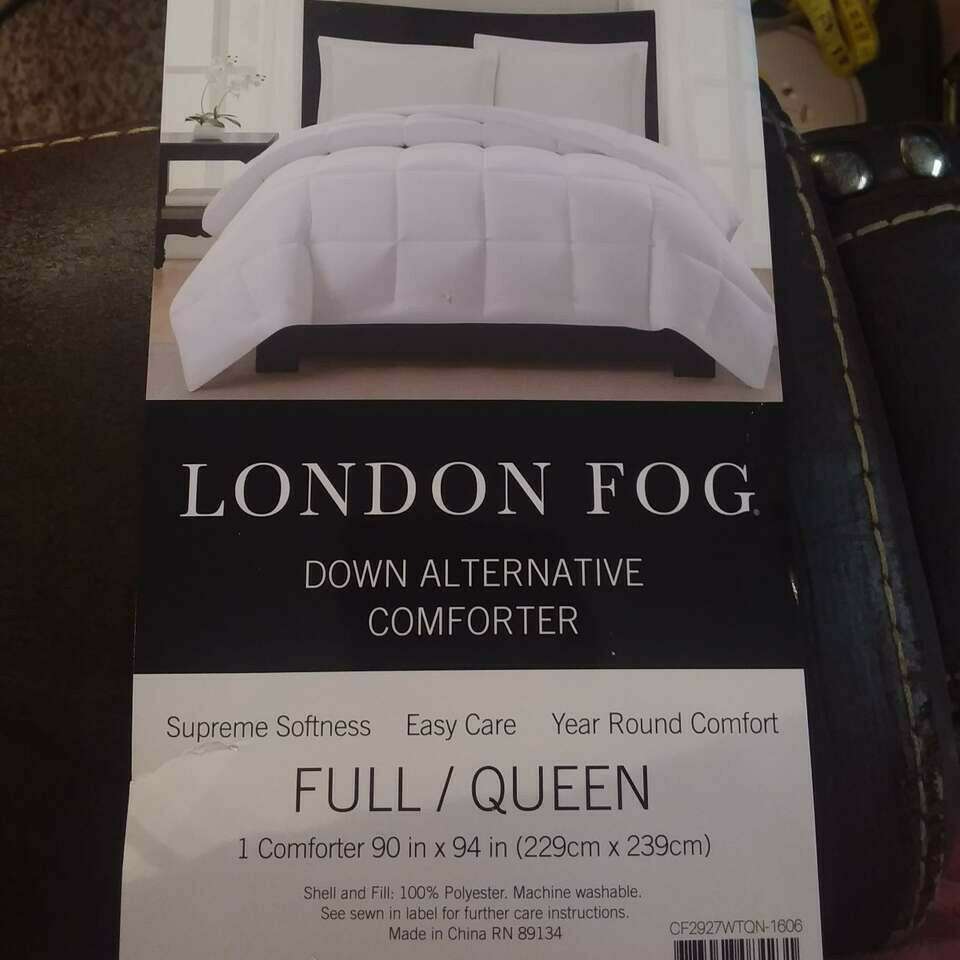 LONDON FOG®
DOWN ALTERNATIVE
COMFORTER
Supreme Softness Easy Care Year Round Comfort
FULL / QUEEN
1 Comforter 90 in x 94 in (229cm x 239cm)
Shell and Fill: 100% Polyester. Machine washable.
See sewn in label for further care instructions.
Made in China RN 89134
CF2927WTQN-1606